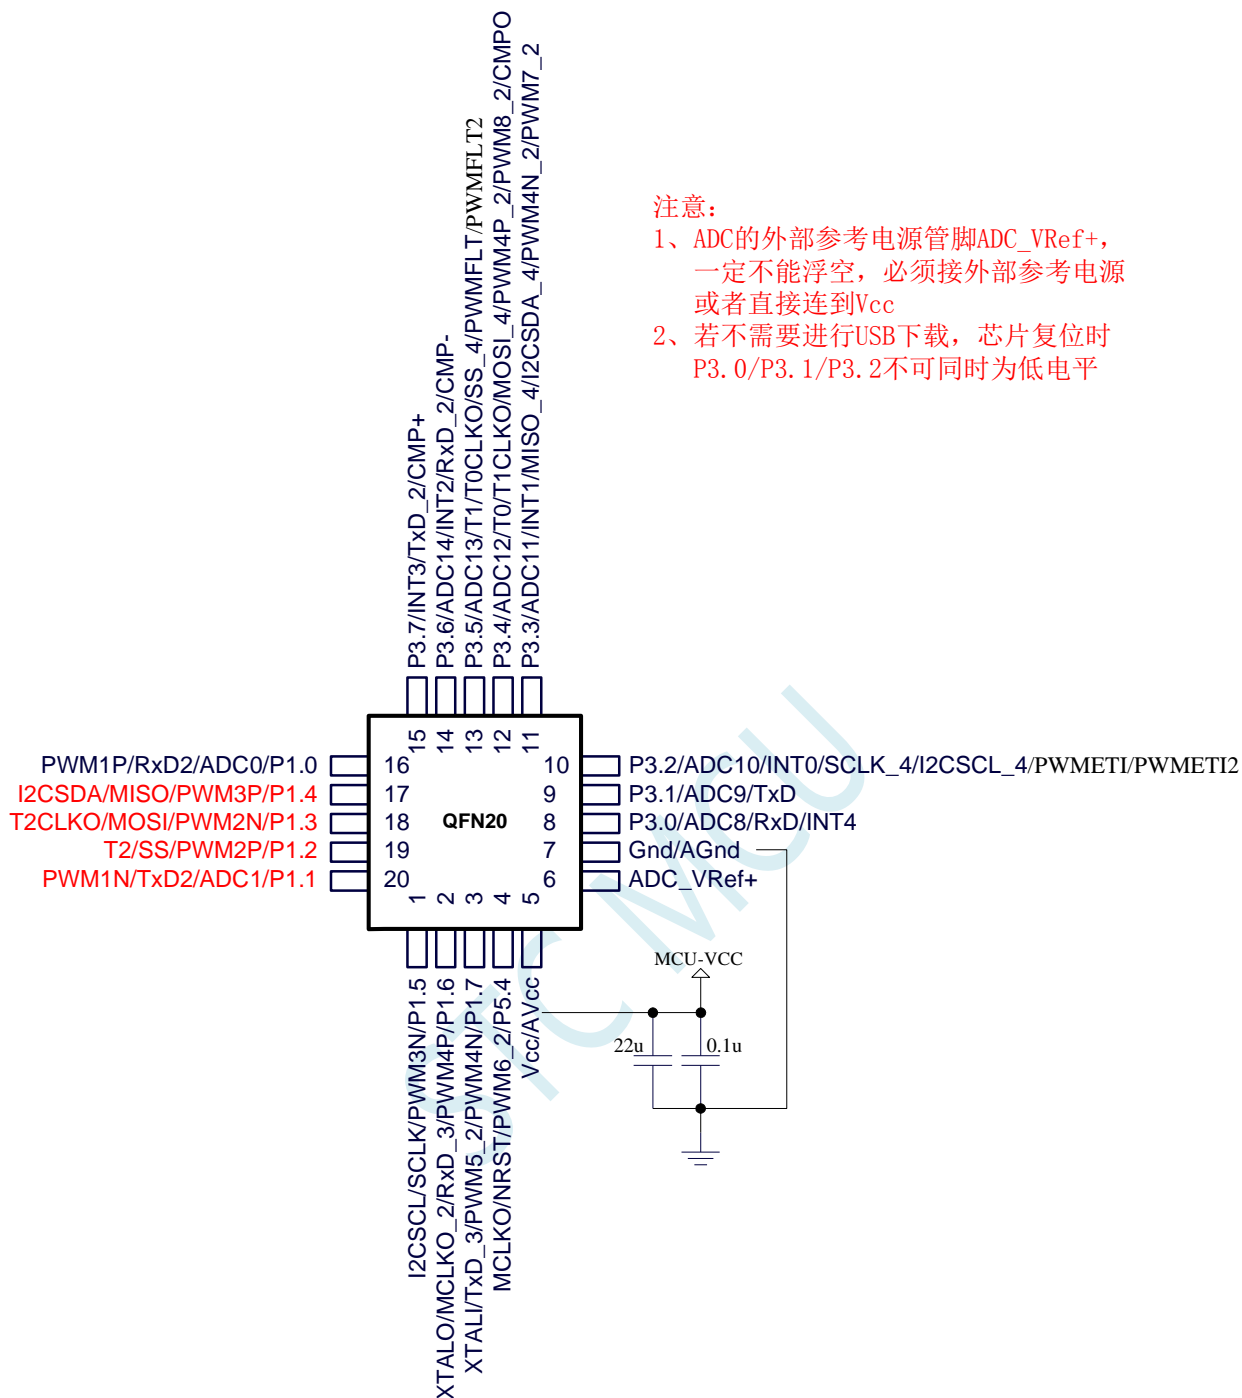 P3.7/INT3/TxD_2/CMP+
P3.6/ADC14/INT2/RxD_2/CMP-
P3.5/ADC13/T1/T0CLKO/SS_4/PWMFLT/PWMFLT2
P3.4/ADC12/T0/T1CLKO/MOSI_4/PWM4P_2/PWM8_2/CMPO
P3.3/ADC11/INT1/MISO_4/I2CSDA_4/PWM4N_2/PWM7_2
注意：
1、ADC的外部参考电源管脚ADC_VRef+，
一定不能浮空，必须接外部参考电源
或者直接连到Vcc
2、若不需要进行USB下载，芯片复位时
P3.0/P3.1/P3.2不可同时为低电平
15
14
13
12
11
PWM1P/RxD2/ADC0/P1.0
16
10
P3.2/ADC10/INT0/SCLK_4/I2CSCL_4/PWMETI/PWMETI2
I2CSDA/MISO/PWM3P/P1.4
17
9
P3.1/ADC9/TxD
T2CLKO/MOSI/PWM2N/P1.3
18
QFN20
8
P3.0/ADC8/RxD/INT4
T2/SS/PWM2P/P1.2
19
7
Gnd/AGnd
PWM1N/TxD2/ADC1/P1.1
20
6
ADC_VRef+
1
2
3
4
5
I2CSCL/SCLK/PWM3N/P1.5
XTALO/MCLKO_2/RxD_3/PWM4P/P1.6
XTALI/TxD_3/PWM5_2/PWM4N/P1.7
MCLKO/NRST/PWM6_2/P5.4
Vcc/AVcc
MCU-VCC
22u
0.1u
STC MCU